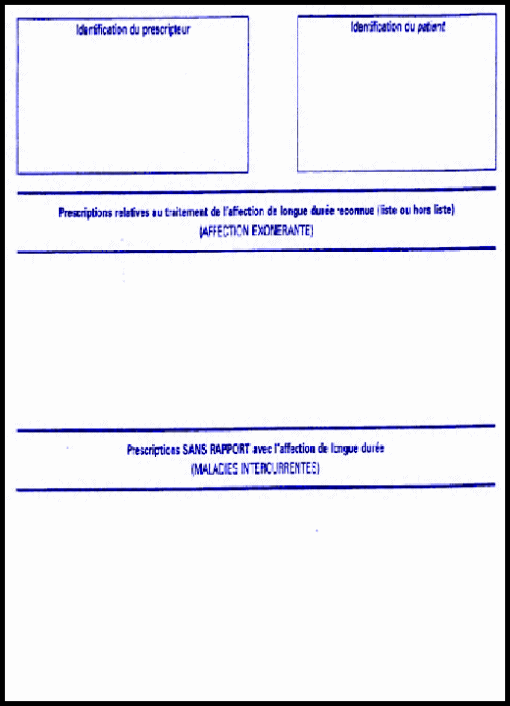 Identification du prescripteur
Identification du patient
Prescriptions relatives au traitement de l'affection de longue durée reconnue (liste ou hors liste)
(AFFECTION EXONERANTE)
Prescriptions SANS RAPPORT avec l'affection de longue durée
(MALADIES INTERCURRENTES)